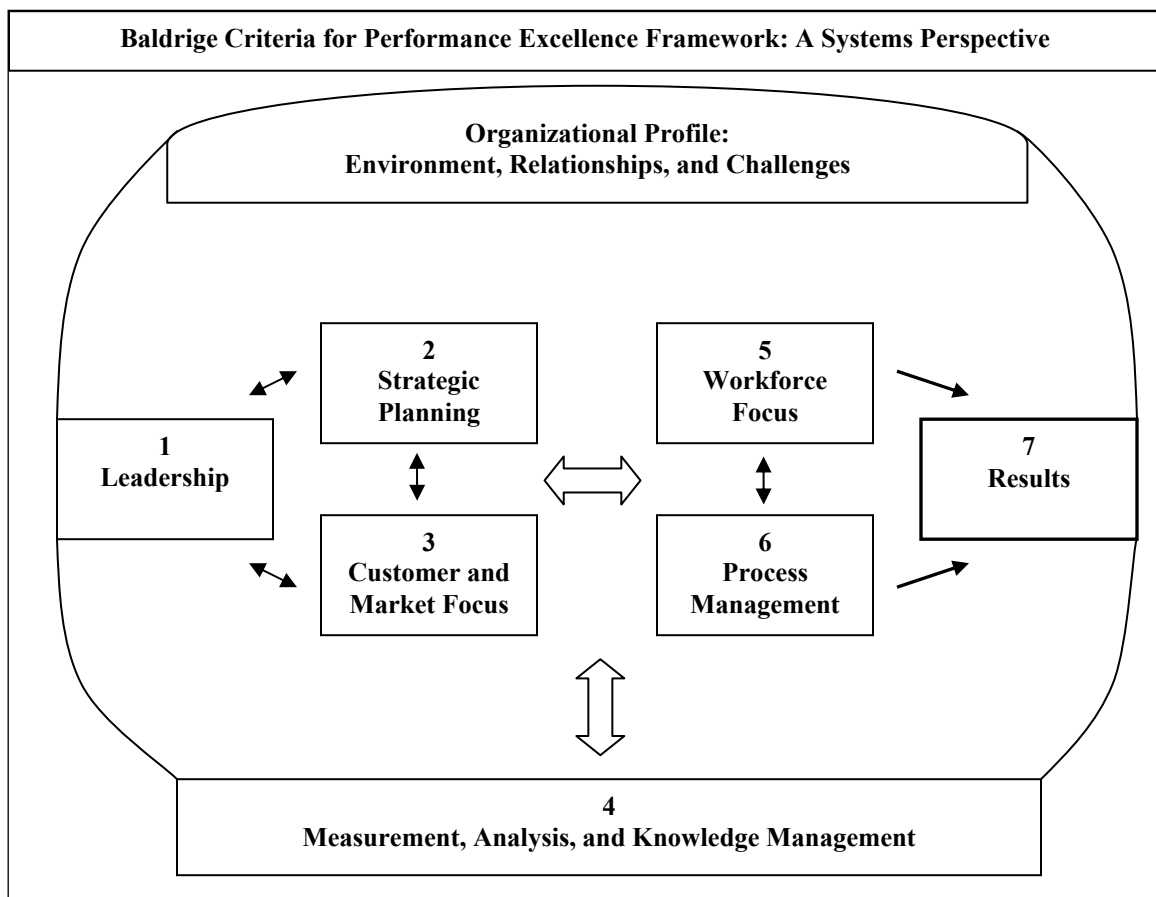 Baldrige Criteria for Performance Excellence Framework: A Systems Perspective
Organizational Profile:
Environment, Relationships, and Challenges
2
Strategic
Planning
5
Workforce
Focus
1
Leadership
7
Results
3
Customer and
Market Focus
6
Process
Management
4
Measurement, Analysis, and Knowledge Management